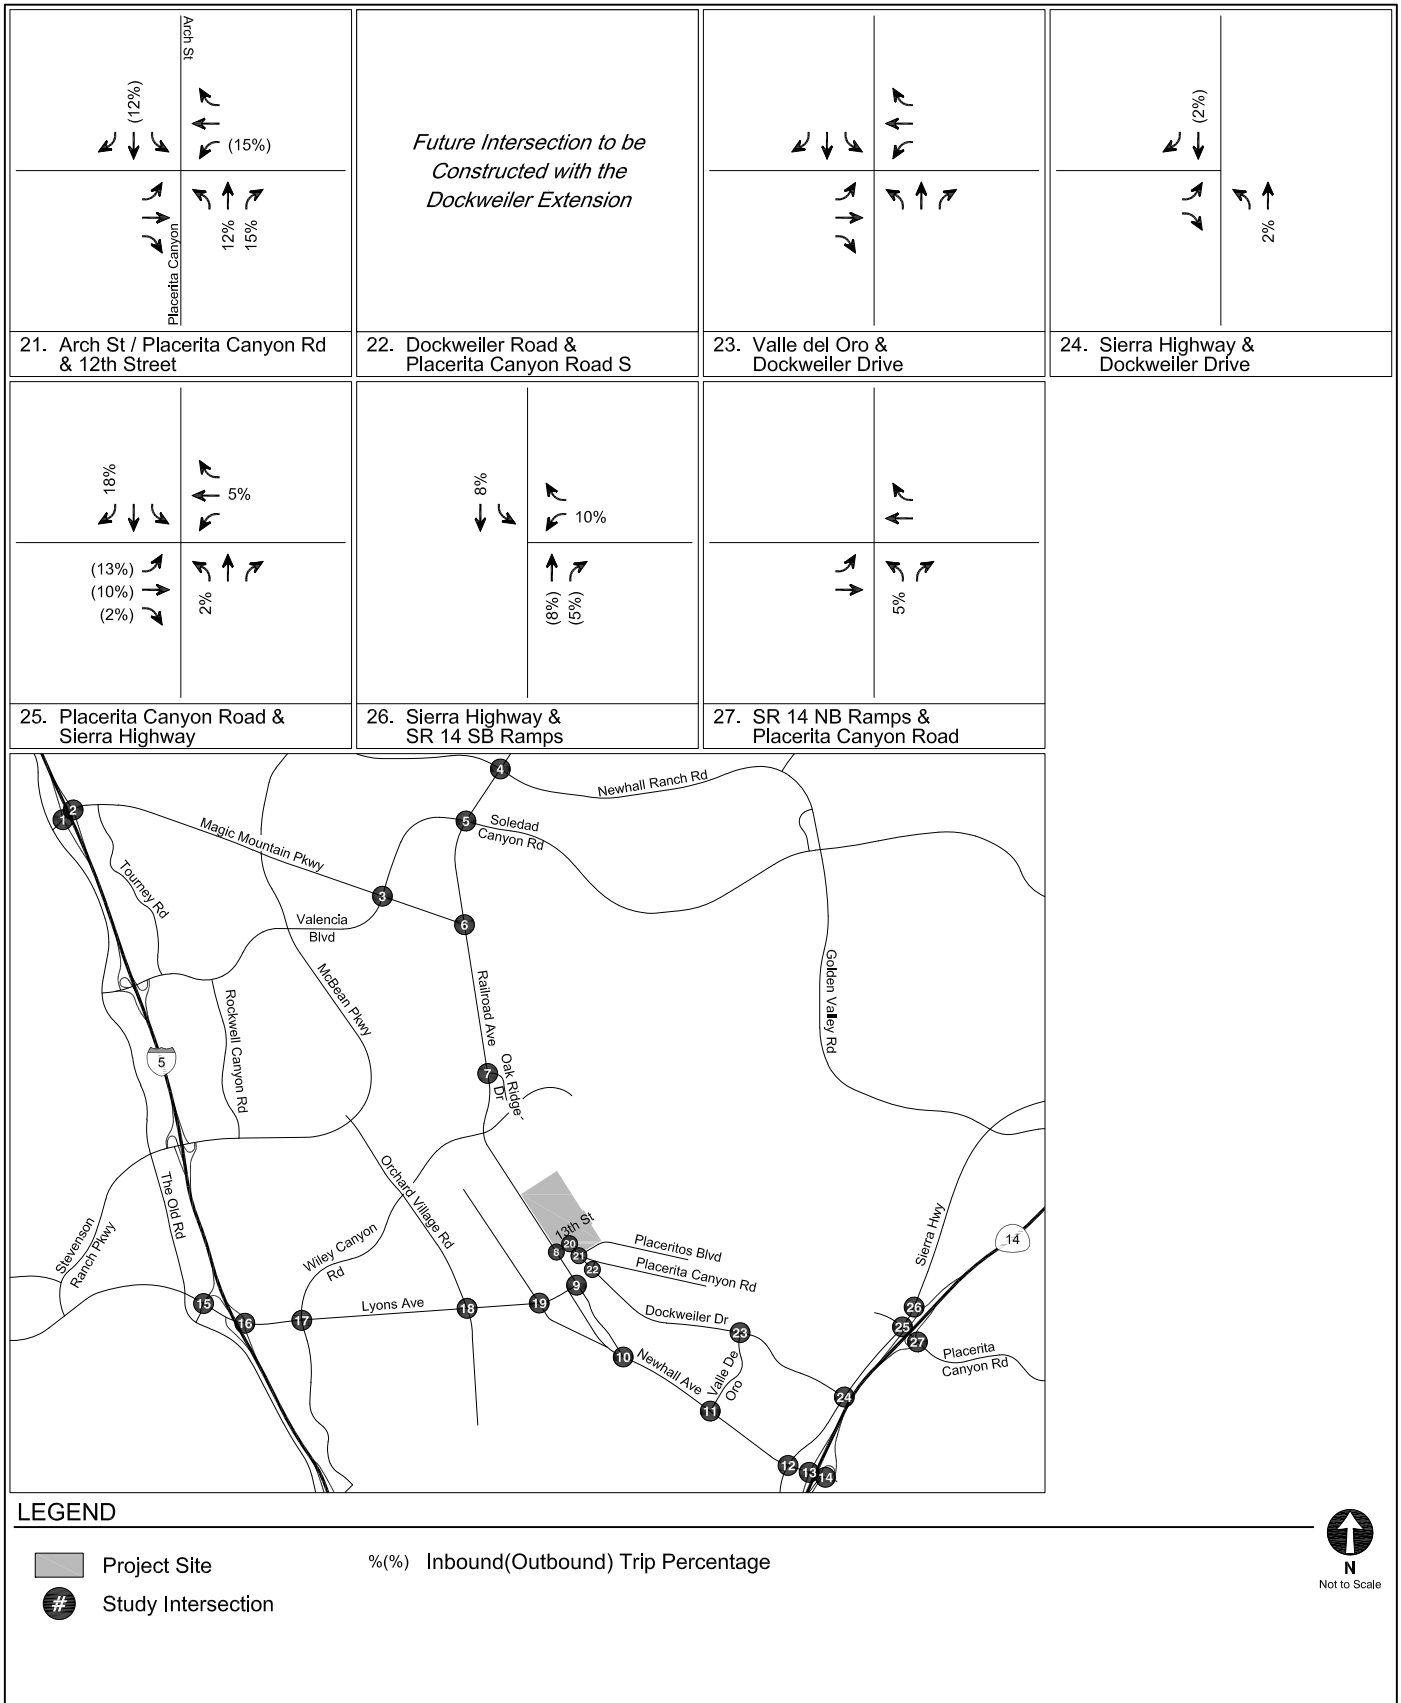 Arch St
(12%)
(15%)
12%
15%
Placerita Canyon
21. Arch St / Placerita Canyon Rd
& 12th Street
Future Intersection to be
Constructed with the
Dockweiler Extension
22. Dockweiler Road &
Placerita Canyon Road S
23. Valle del Oro &
Dockweiler Drive
(2%)
2%
24. Sierra Highway &
Dockweiler Drive
18%
5%
(13%)
(10%)
(2%)
2%
25. Placerita Canyon Road &
Sierra Highway
8%
10%
(8%)
(5%)
26. Sierra Highway &
SR 14 SB Ramps
5%
27. SR 14 NB Ramps &
Placerita Canyon Road
4
Newhall Ranch Rd
2
1
5
Soledad
Canyon Rd
Magic Mountain Pkwy
Tourney Rd
3
Valencia
Blvd
6
McBean Pkwy
Railroad Ave
Golden Valley Rd
Rockwell Canyon Rd
5
7
Oak Ridge
Dr
Orchard Village Rd
The Old Rd
Stevenson
Ranch Pkwy
Wiley Canyon
Rd
13th St
20
8
21
22
Placeritos Blvd
Placerita Canyon Rd
Sierra Hwy
14
9
15
16
17
Lyons Ave
18
19
Dockweiler Dr
23
26
25
27
Placerita
Canyon Rd
10
Newhall Ave
Valle De
Oro
11
24
12
13
14
LEGEND
Project Site
%(%) Inbound(Outbound) Trip Percentage
# Study Intersection
N
Not to Scale